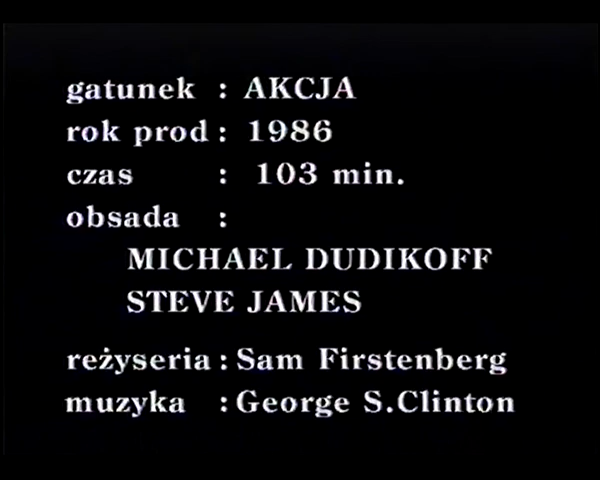 gatunek : AKCJA
rok prod : 1986
czas : 103 min.
obsada :
MICHAEL DUDIKOFF
STEVE JAMES
reżyseria : Sam Firstenberg
muzyka : George S.Clinton